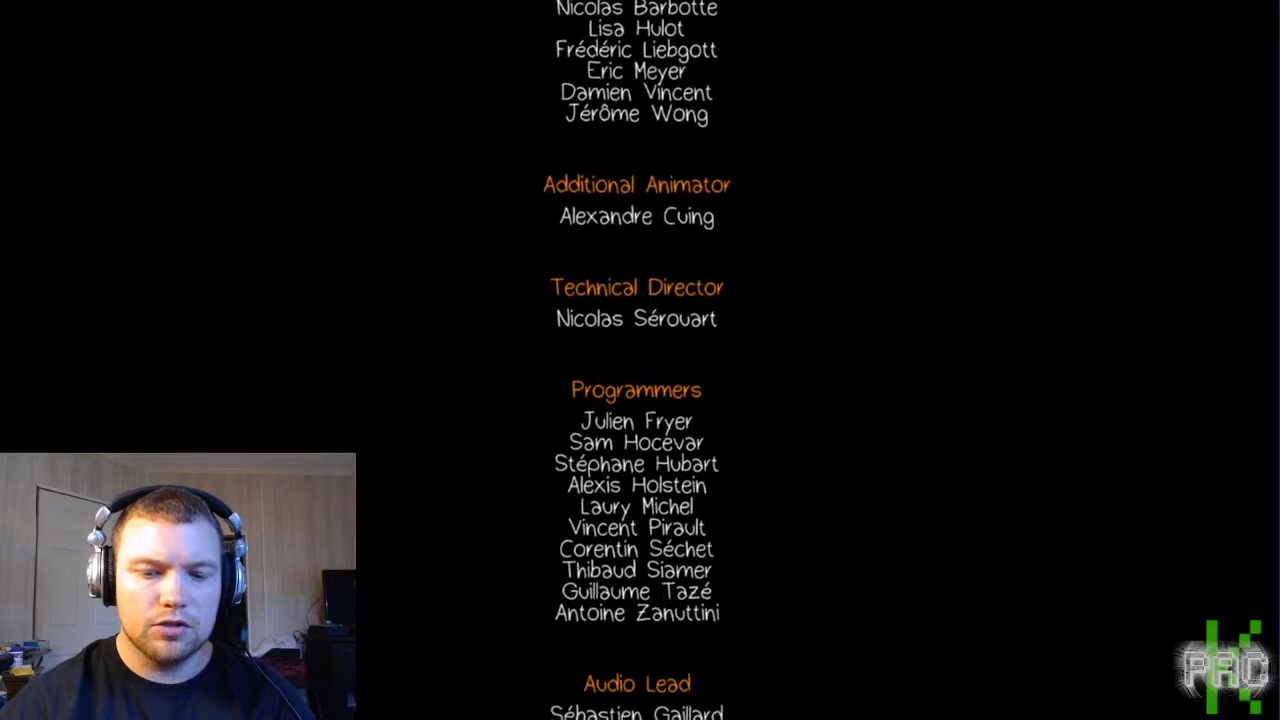 Nicolas Barbotte
Lisa Hulot
Frédéric Liebgott
Eric Meyer
Damien Vincent
Jérôme Wong
Additional Animator
Alexandre Cuing
Technical Director
Nicolas Sérouart
Programmers
Julien Fryer
Sam Hocevar
Stéphane Hubart
Alexis Holstein
Laury Michel
Vincent Pirault
Corentin Séchet
Thibaud Siamer
Guillaume Tazé
Antoine Zanuttini
Audio Lead
Sébastien Gaillard
K
PAC